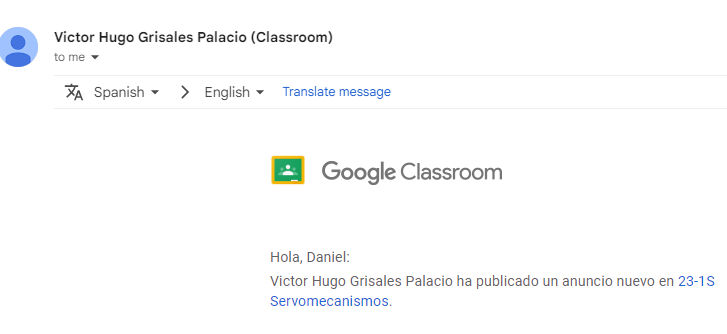 Victor Hugo Grisales Palacio (Classroom)
to me
Spanish English Translate message
Google Classroom
Hola, Daniel:
Victor Hugo Grisales Palacio ha publicado un anuncio nuevo en 23-1S
Servomecanismos.